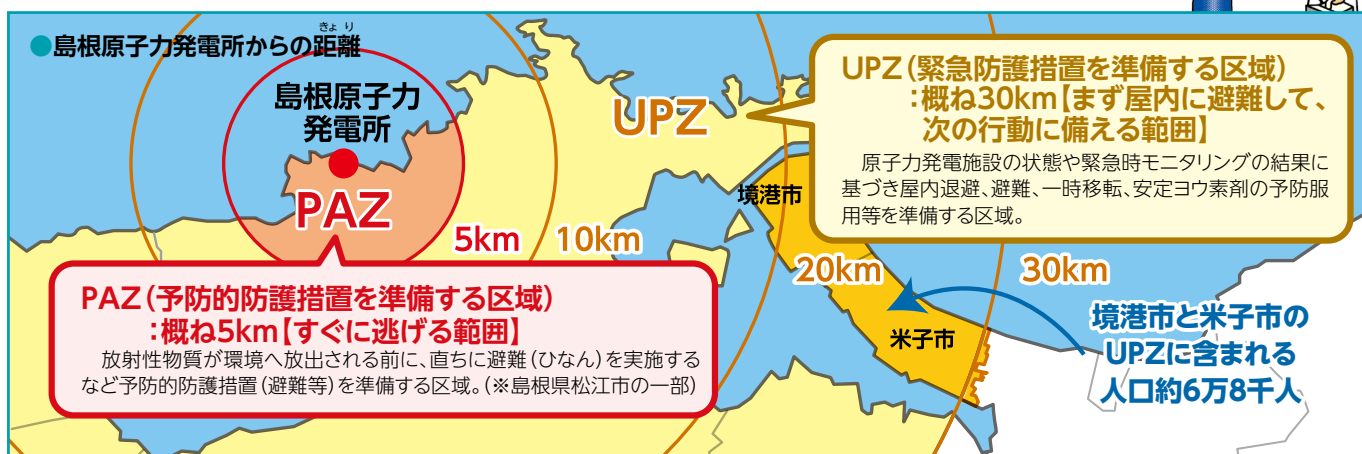 ●島根原子力発電所からの距離
きょり
島根原子力
発電所
PAZ
UPZ
5km
10km
20km
30km
境港市
米子市
UPZ(緊急防護措置を準備する区域)
:概ね30km【まず屋内に避難して、
次の行動に備える範囲】
原子力発電施設の状態や緊急時モニタリングの結果に
基づき屋内退避、避難、一時移転、安定ヨウ素剤の予防服
用等を準備する区域。
PAZ(予防的防護措置を準備する区域)
:概ね5km【すぐに逃げる範囲】
放射性物質が環境へ放出される前に、直ちに避難(ひなん)を実施する
など予防的防護措置(避難等)を準備する区域。(※島根県松江市の一部)
境港市と米子市の
UPZに含まれる
人口約6万8千人